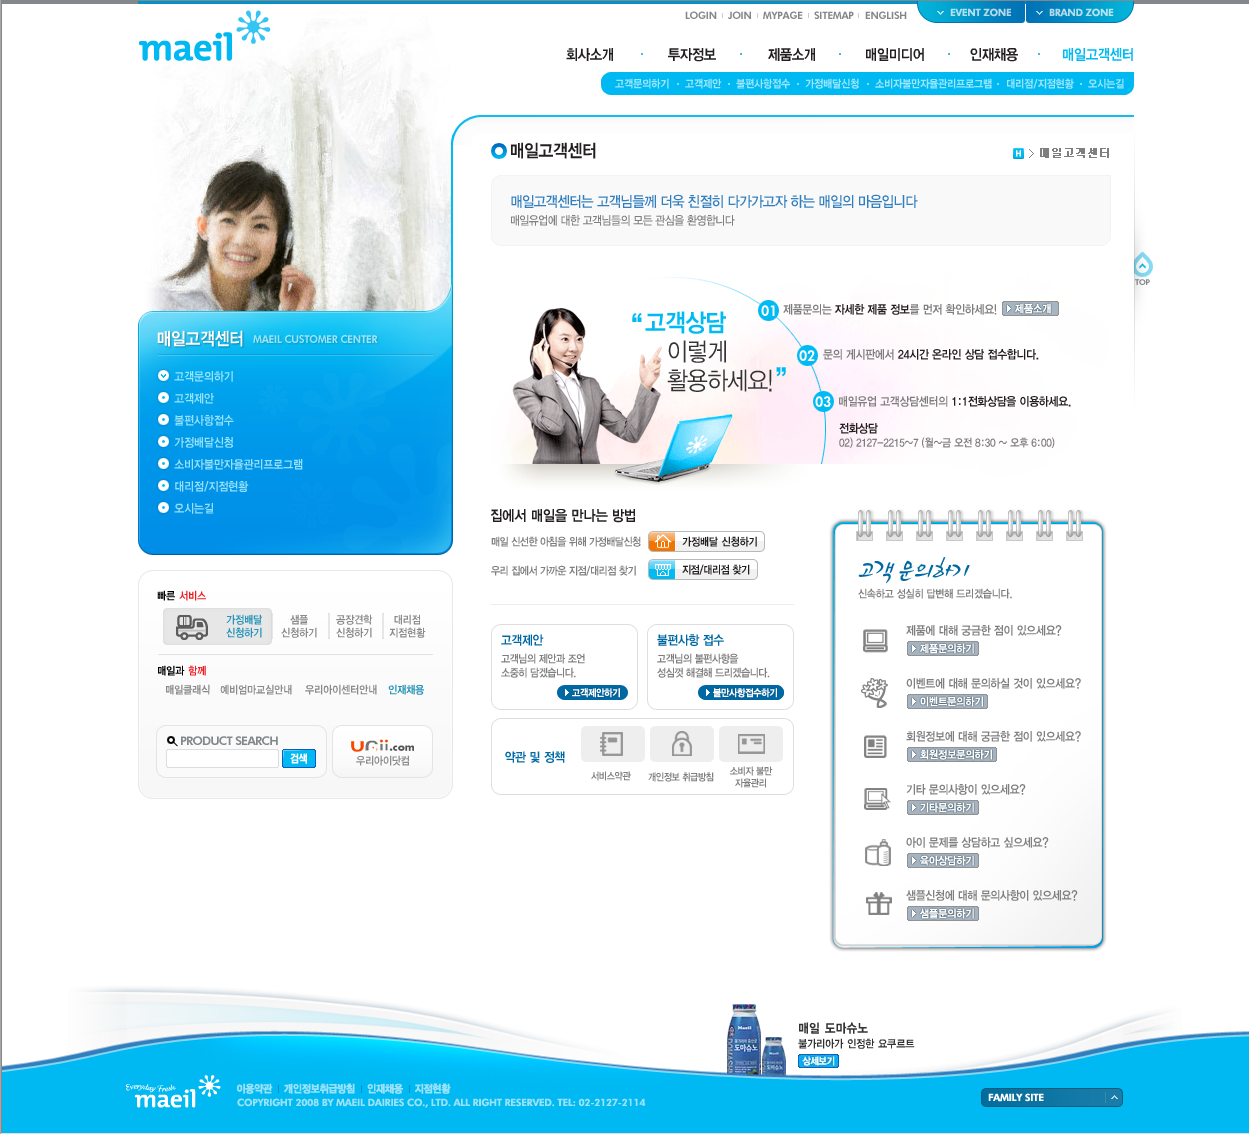 LOGIN JOIN MYPAGE SITEMAP ENGLISH
EVENT ZONE BRAND ZONE
maeil
회사소개 투자정보 제품소개 매일미디어 인재채용 매일고객센터
고객문의하기 · 고객제안 · 불편사항접수 · 가정배달신청 · 소비자불만자율관리프로그램 · 대리점/지점현황 · 오시는길
매일고객센터
H > 매일고객센터
매일고객센터는 고객님들께 더욱 친절히 다가가고자 하는 매일의 마음입니다
매일유업에 대한 고객님들의 모든 관심을 환영합니다
TOP
“고객상담
이렇게
활용하세요!”
01 제품문의는 자세한 제품 정보를 먼저 확인하세요! 제품소개
02 문의 게시판에서 24시간 온라인 상담 접수합니다.
03 매일유업 고객상담센터의 1:1전화상담을 이용하세요.
전화상담
02) 2127-2215~7 (월~금 오전 8:30 ~ 오후 6:00)
매일고객센터 MAEIL CUSTOMER CENTER
고객문의하기
고객제안
불편사항접수
가정배달신청
소비자불만자율관리프로그램
대리점/지점현황
오시는길
빠른 서비스
가정배달 신청하기
샘플 신청하기
공장견학 신청하기
대리점 지점현황
매일과 함께
매일클래식 예비엄마교실안내 우리아이센터안내 인재채용
PRODUCT SEARCH
검색
urii.com
우리아이닷컴
집에서 매일을 만나는 방법
매일 신선한 아침을 위해 가정배달신청 가정배달 신청하기
우리 집에서 가까운 지점/대리점 찾기 지점/대리점 찾기
고객제안
고객님의 제안과 조언
소중히 담겠습니다.
고객제안하기
불편사항 접수
고객님의 불편사항을
성심껏 해결해 드리겠습니다.
불만사항접수하기
약관 및 정책
서비스약관
개인정보 취급방침
소비자 불만
자율관리
고객 문의하기
신속하고 성실히 답변해 드리겠습니다.
제품에 대해 궁금한 점이 있으세요?
제품문의하기
이벤트에 대해 문의하실 것이 있으세요?
이벤트문의하기
회원정보에 대해 궁금한 점이 있으세요?
회원정보문의하기
기타 문의사항이 있으세요?
기타문의하기
아이 문제를 상담하고 싶으세요?
육아상담하기
샘플신청에 대해 문의사항이 있으세요?
샘플문의하기
Maeil
도마슈노
매일 도마슈노
불가리아가 인정한 요쿠르트
상세보기
Everyday Fresh
maeil
이용약관 개인정보취급방침 인재채용 지점현황
COPYRIGHT 2008 BY MAEIL DAIRIES CO., LTD. ALL RIGHT RESERVED. TEL: 02-2127-2114
FAMILY SITE